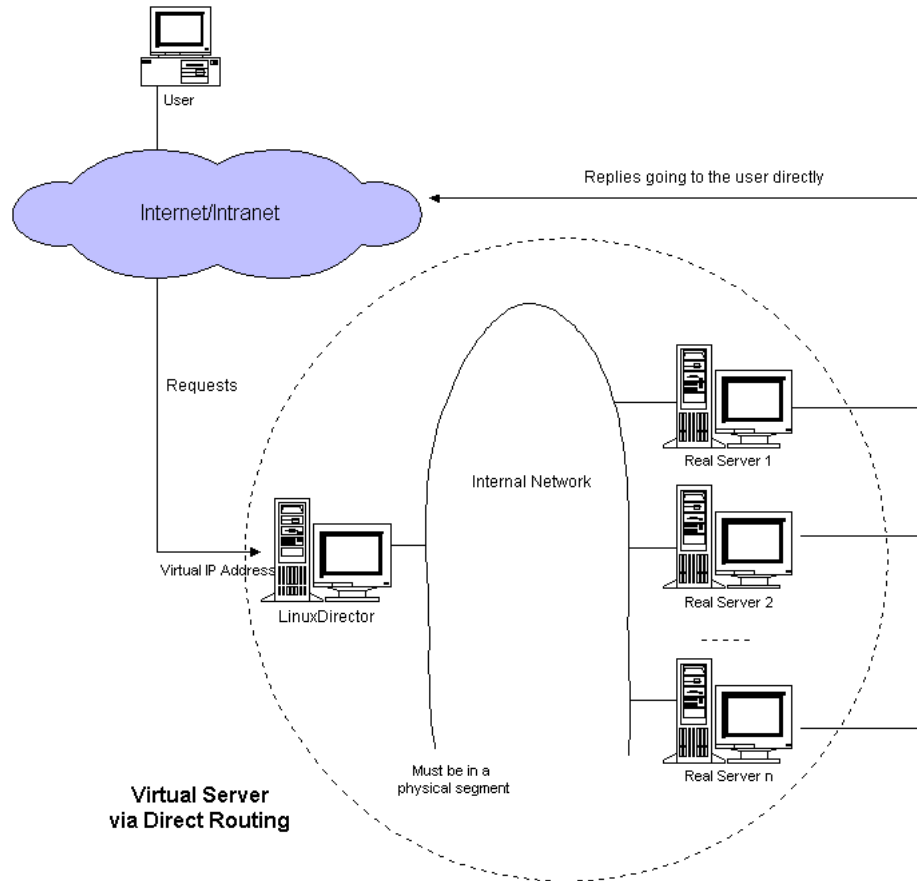 User
Internet/Intranet
Replies going to the user directly
Requests
Virtual IP Address
LinuxDirector
Internal Network
Real Server 1
Real Server 2
Real Server n
Must be in a
physical segment
Virtual Server
via Direct Routing